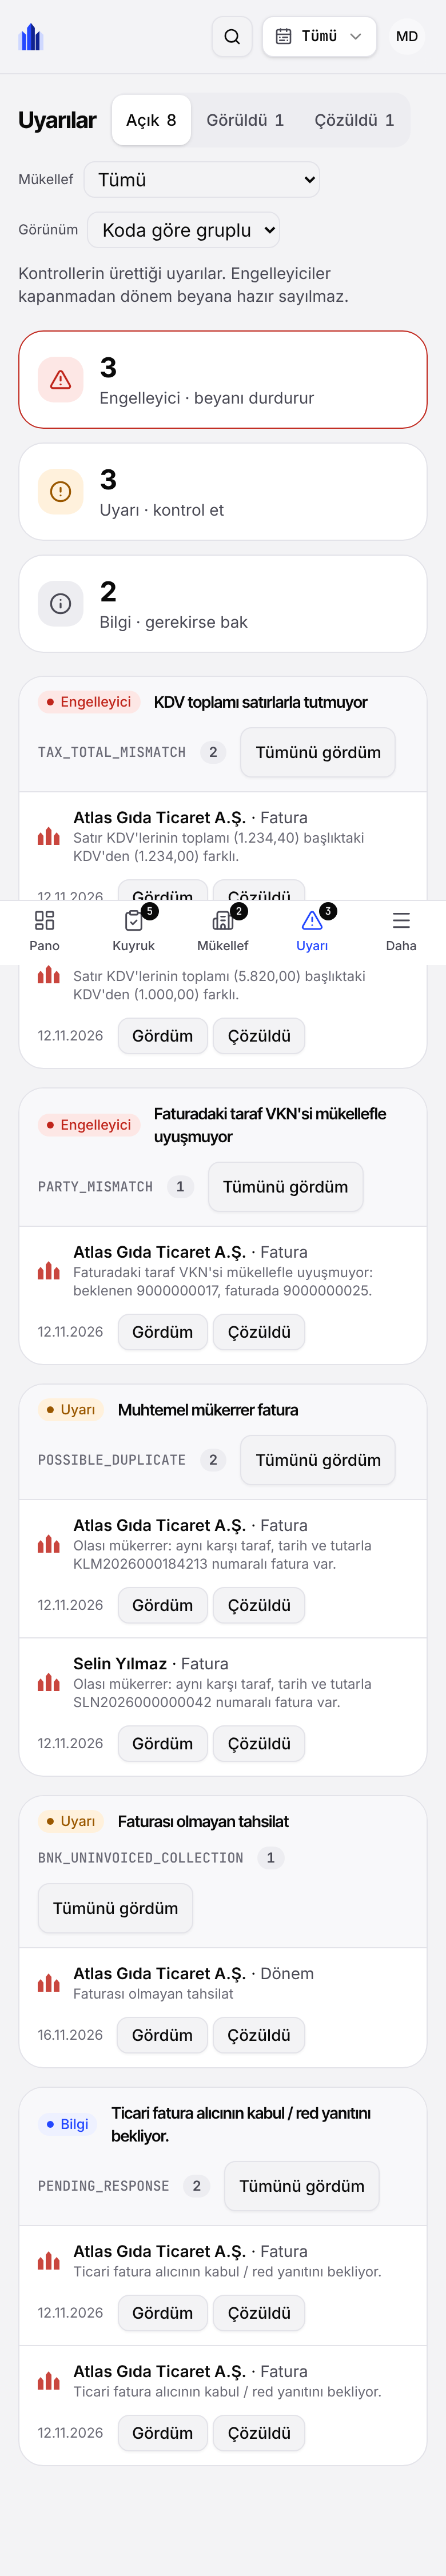 Tümü
MD
Uyarılar
Açık 8
Görüldü 1
Çözüldü 1
Mükellef
Tümü
Görünüm
Koda göre gruplu
Kontrollerin ürettiği uyarılar. Engelleyiciler
kapanmadan dönem beyana hazır sayılmaz.
3
Engelleyici · beyanı durdurur
3
Uyarı · kontrol et
2
Bilgi · gerekirse bak
Engelleyici
KDV toplamı satırlarla tutmuyor
TAX_TOTAL_MISMATCH 2 Tümünü gördüm
Atlas Gıda Ticaret A.Ş. · Fatura
Satır KDV'lerinin toplamı (1.234,40) başlıktaki
KDV'den (1.234,00) farklı.
12.11.2026 Gördüm Çözüldü
5
2
3
Pano
Kuyruk
Mükellef
Uyarı
Daha
Satır KDV'lerinin toplamı (5.820,00) başlıktaki
KDV'den (1.000,00) farklı.
12.11.2026 Gördüm Çözüldü
Engelleyici
Faturadaki taraf VKN'si mükellefle
uyuşmuyor
PARTY_MISMATCH 1 Tümünü gördüm
Atlas Gıda Ticaret A.Ş. · Fatura
Faturadaki taraf VKN'si mükellefle uyuşmuyor:
beklenen 9000000017, faturada 9000000025.
12.11.2026 Gördüm Çözüldü
Uyarı
Muhtemel mükerrer fatura
POSSIBLE_DUPLICATE 2 Tümünü gördüm
Atlas Gıda Ticaret A.Ş. · Fatura
Olası mükerrer: aynı karşı taraf, tarih ve tutarla
KLM2026000184213 numaralı fatura var.
12.11.2026 Gördüm Çözüldü
Selin Yılmaz · Fatura
Olası mükerrer: aynı karşı taraf, tarih ve tutarla
SLN2026000000042 numaralı fatura var.
12.11.2026 Gördüm Çözüldü
Uyarı
Faturası olmayan tahsilat
BNK_UNINVOICED_COLLECTION 1
Tümünü gördüm
Atlas Gıda Ticaret A.Ş. · Dönem
Faturası olmayan tahsilat
16.11.2026 Gördüm Çözüldü
Bilgi
Ticari fatura alıcının kabul / red yanıtını
bekliyor.
PENDING_RESPONSE 2 Tümünü gördüm
Atlas Gıda Ticaret A.Ş. · Fatura
Ticari fatura alıcının kabul / red yanıtını bekliyor.
12.11.2026 Gördüm Çözüldü
Atlas Gıda Ticaret A.Ş. · Fatura
Ticari fatura alıcının kabul / red yanıtını bekliyor.
12.11.2026 Gördüm Çözüldü